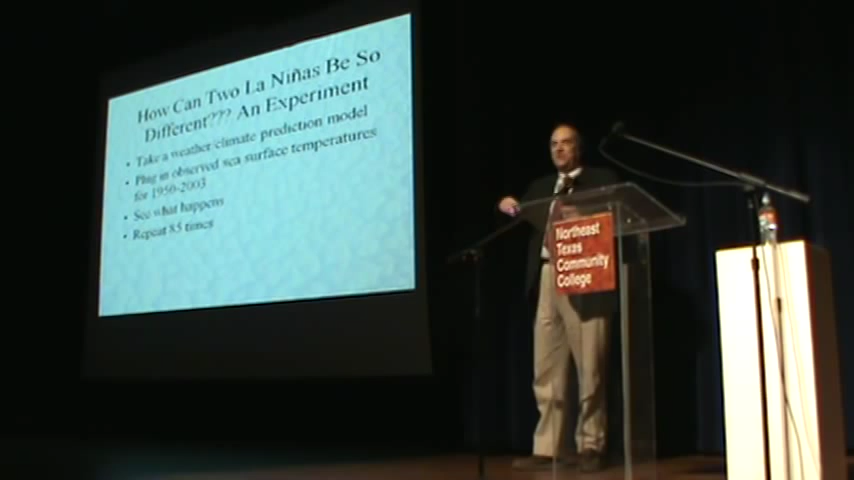 How Can Two La Niñas Be So
Different??? An Experiment
• Take a weather/climate prediction model
• Plug in observed sea surface temperatures
for 1950-2003
• See what happens
• Repeat 85 times
Northeast
Texas
Community
College